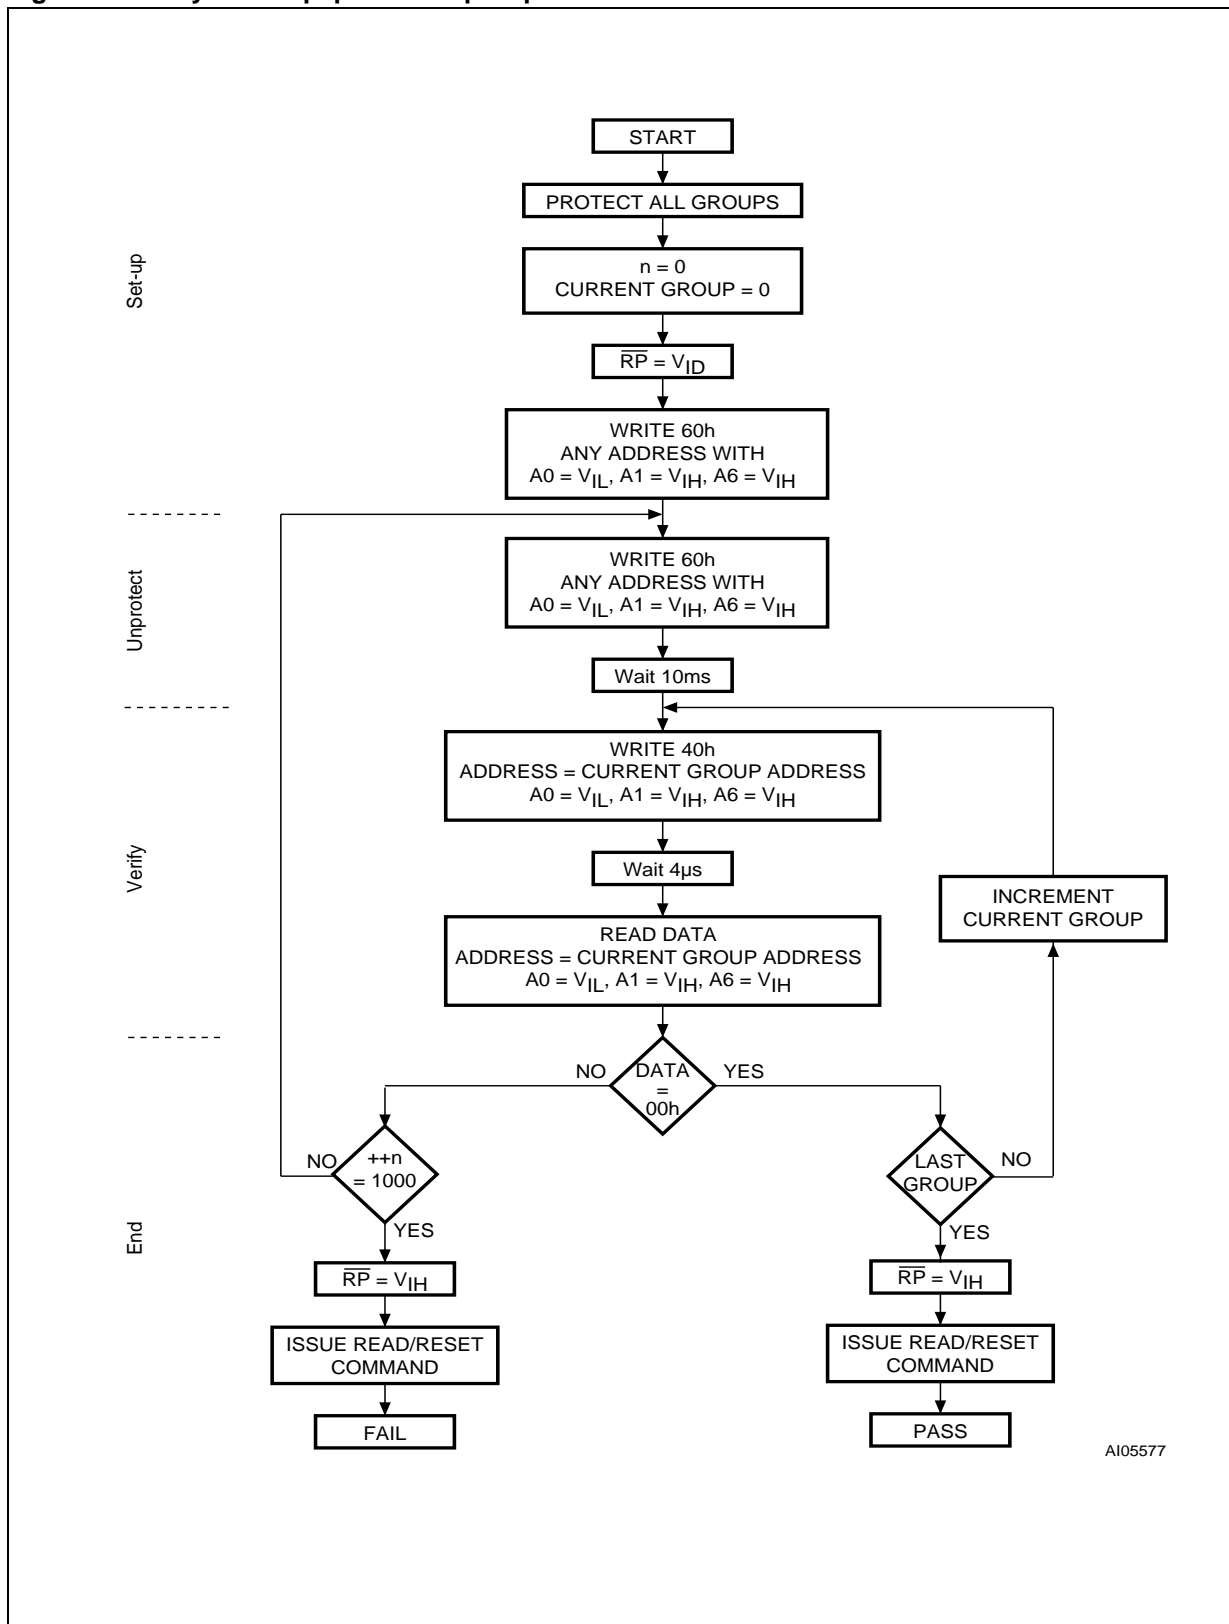 START
PROTECT ALL GROUPS
n = 0
CURRENT GROUP = 0
Set-up
RP = VID
WRITE 60h
ANY ADDRESS WITH
A0 = VIL, A1 = VIH, A6 = VIH
WRITE 60h
ANY ADDRESS WITH
A0 = VIL, A1 = VIH, A6 = VIH
Unprotect
Wait 10ms
WRITE 40h
ADDRESS = CURRENT GROUP ADDRESS
A0 = VIL, A1 = VIH, A6 = VIH
Verify
Wait 4µs
INCREMENT
CURRENT GROUP
READ DATA
ADDRESS = CURRENT GROUP ADDRESS
A0 = VIL, A1 = VIH, A6 = VIH
NO
DATA
=
00h
YES
NO
++n
= 1000
LAST
GROUP
NO
End
YES
YES
RP = VIH
RP = VIH
ISSUE READ/RESET
COMMAND
ISSUE READ/RESET
COMMAND
FAIL
PASS
AI05577